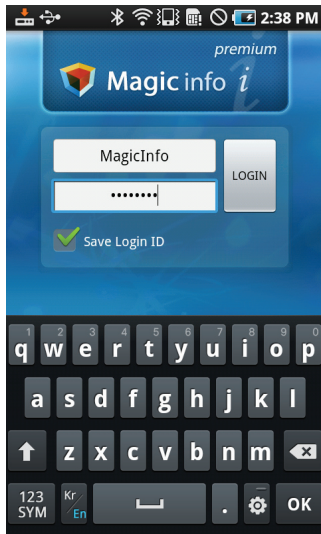 2:38 PM
premium
Magic info i
MagicInfo
••••••••
LOGIN
Save Login ID
1 2 3 4 5 6 7 8 9 0
q w e r t y u i o p
a s d f g h j k l
z x c v b n m
123
SYM
Kr
En
.
OK